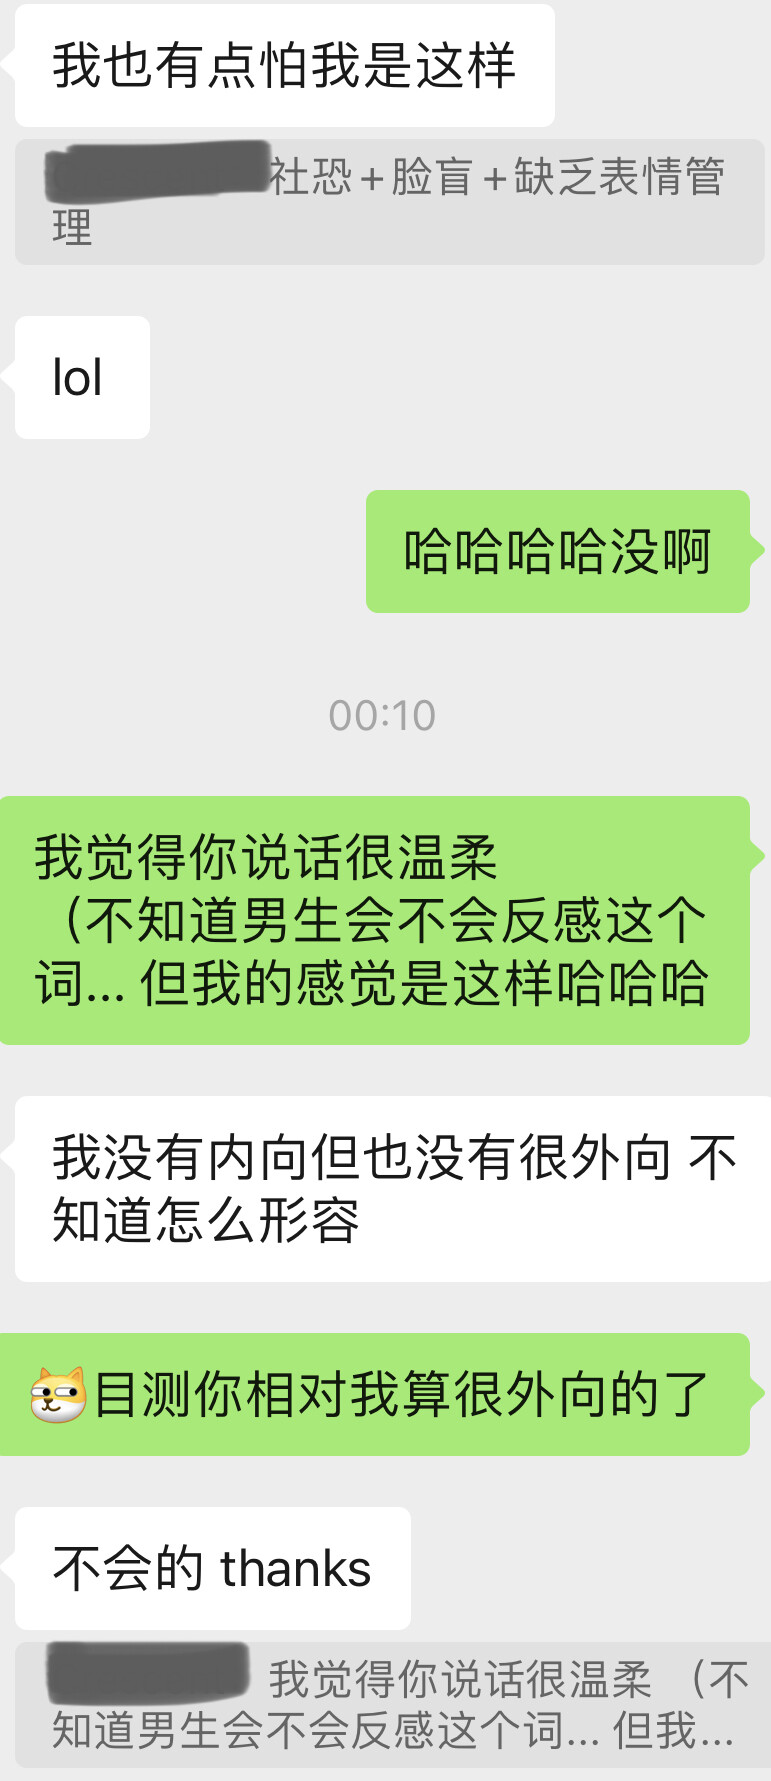 我也有点怕我是这样
社恐+脸盲+缺乏表情管
理
lol
哈哈哈哈没啊
00:10
我觉得你说话很温柔
（不知道男生会不会反感这个
词... 但我的感觉是这样哈哈哈
我没有内向但也没有很外向 不
知道怎么形容
目测你相对我算很外向的了
不会的 thanks
我觉得你说话很温柔 （不
知道男生会不会反感这个词... 但我...